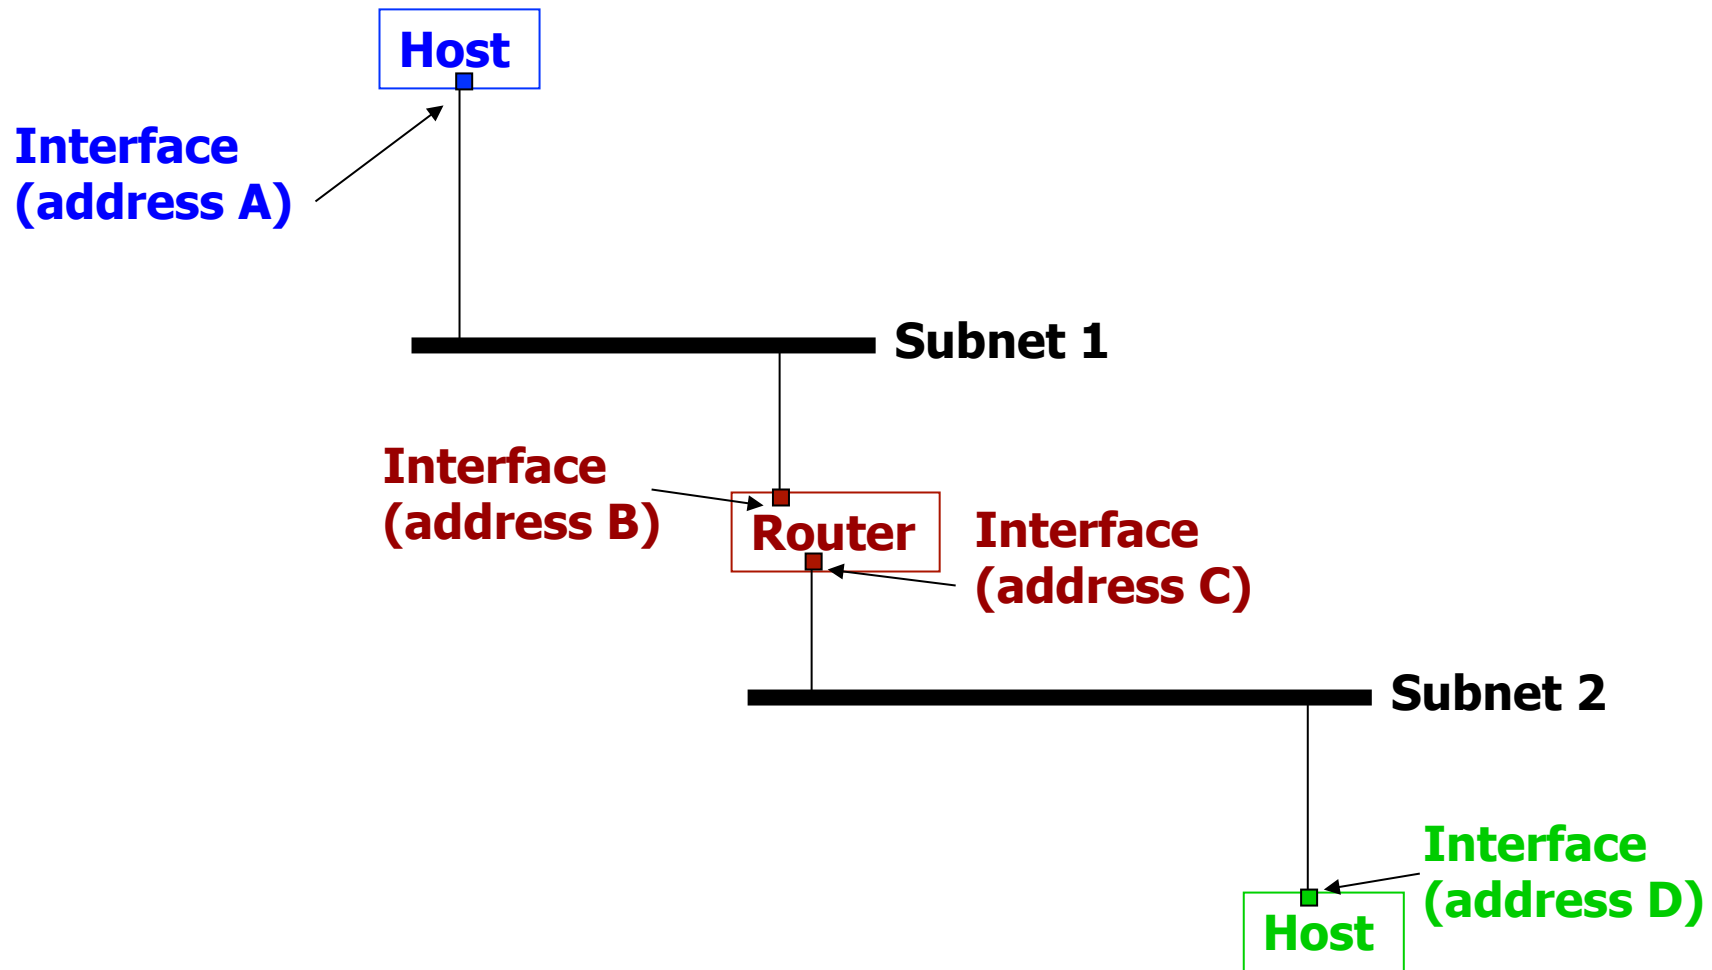 Host
Interface
(address A)
Subnet 1
Interface
(address B)
Router
Interface
(address C)
Subnet 2
Interface
(address D)
Host